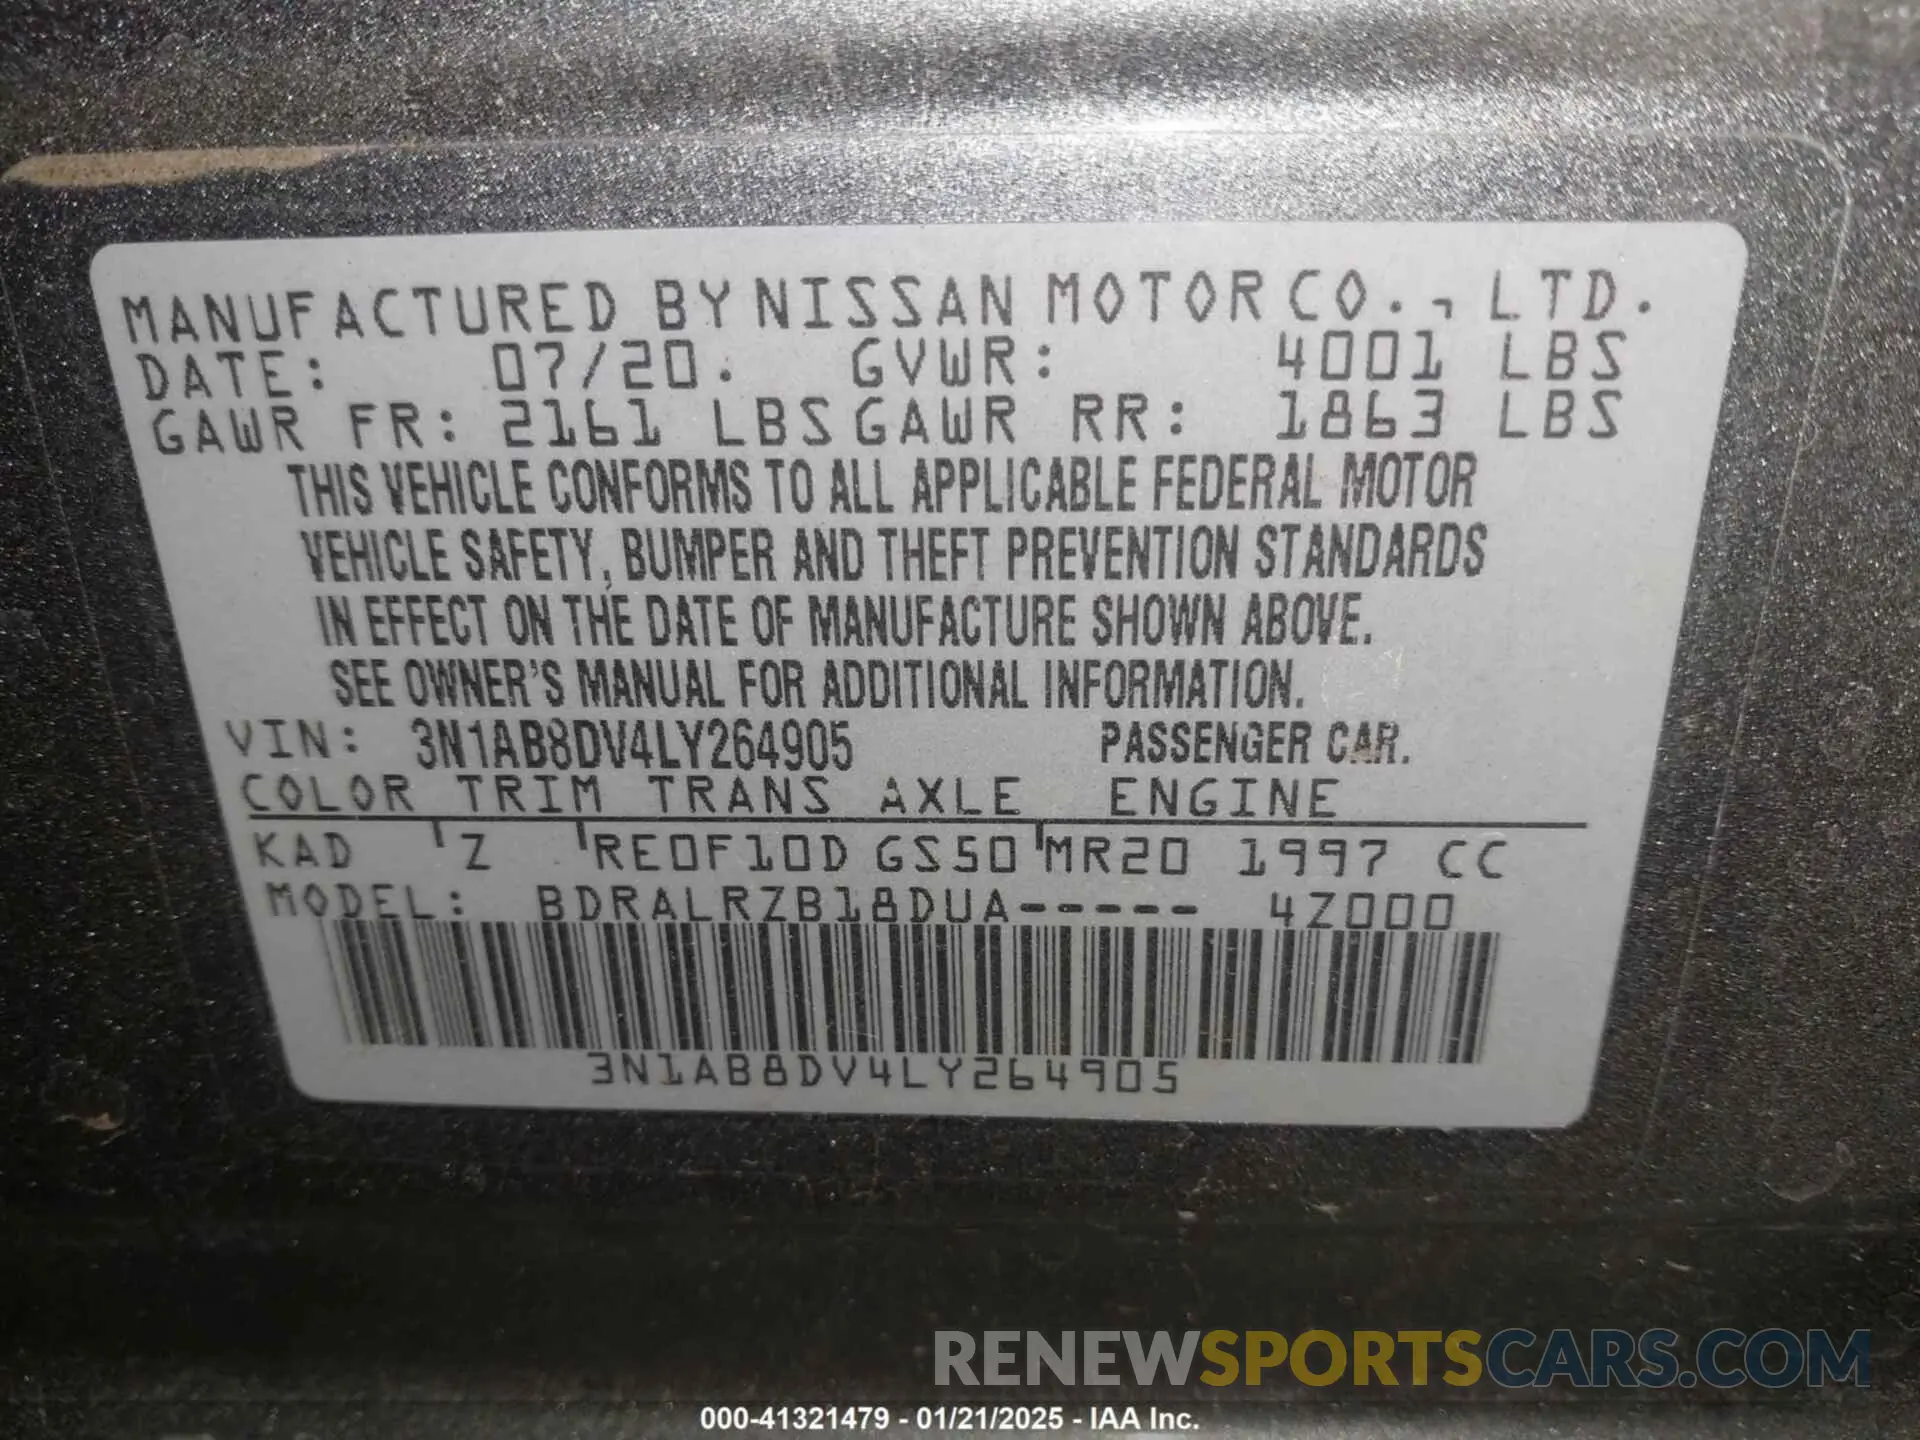 MANUFACTURED BY NISSAN MOTOR CO., LTD.
DATE: 07/20. GVWR: 4001 LBS
GAWR FR: 2161 LBS GAWR RR: 1863 LBS
THIS VEHICLE CONFORMS TO ALL APPLICABLE FEDERAL MOTOR
VEHICLE SAFETY, BUMPER AND THEFT PREVENTION STANDARDS
IN EFFECT ON THE DATE OF MANUFACTURE SHOWN ABOVE.
SEE OWNER'S MANUAL FOR ADDITIONAL INFORMATION.
VIN: 3N1AB8DV4LY264905 PASSENGER CAR.
COLOR TRIM TRANS AXLE ENGINE
KAD Z RE0F10D GS50 MR20 1997 CC
MODEL: BDRALRZB18DUA----- 4Z000
3N1AB8DV4LY264905
RENEWSPORTSCARS.COM
000-41321479 - 01/21/2025 - IAA Inc.